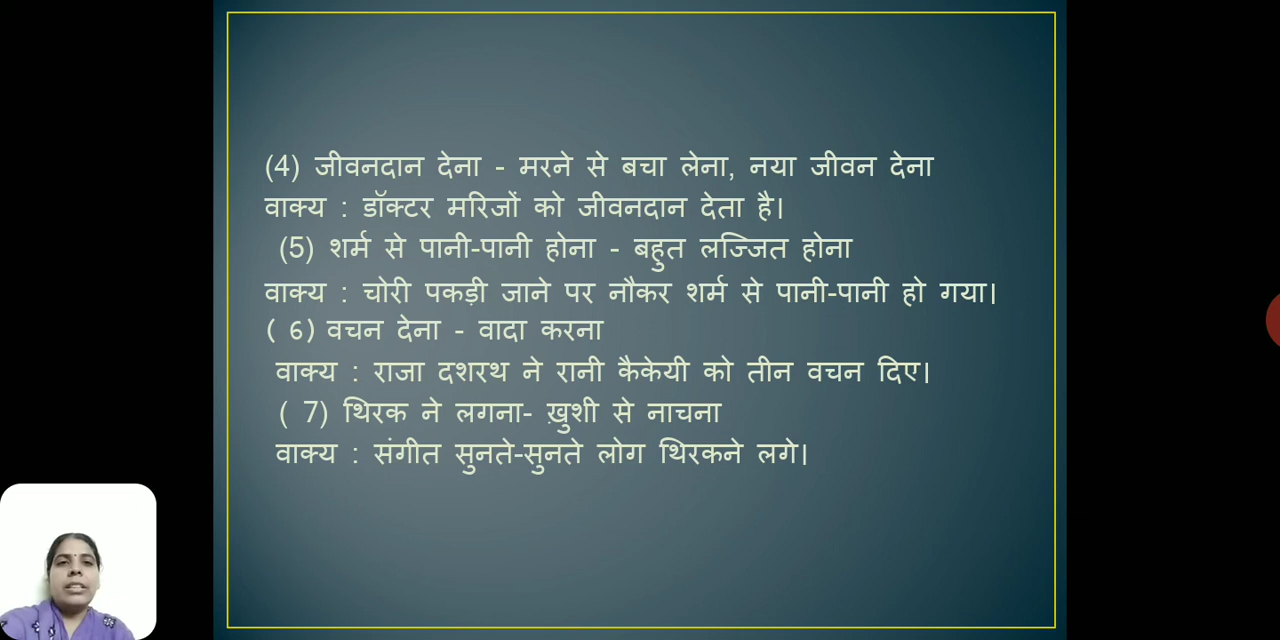 (4) जीवनदान देना - मरने से बचा लेना, नया जीवन देना
वाक्य : डॉक्टर मरिजों को जीवनदान देता है।
(5) शर्म से पानी-पानी होना - बहुत लज्जित होना
वाक्य : चोरी पकड़ी जाने पर नौकर शर्म से पानी-पानी हो गया।
( 6) वचन देना - वादा करना
वाक्य : राजा दशरथ ने रानी कैकेयी को तीन वचन दिए।
( 7) थिरक ने लगना- ख़ुशी से नाचना
वाक्य : संगीत सुनते-सुनते लोग थिरकने लगे।